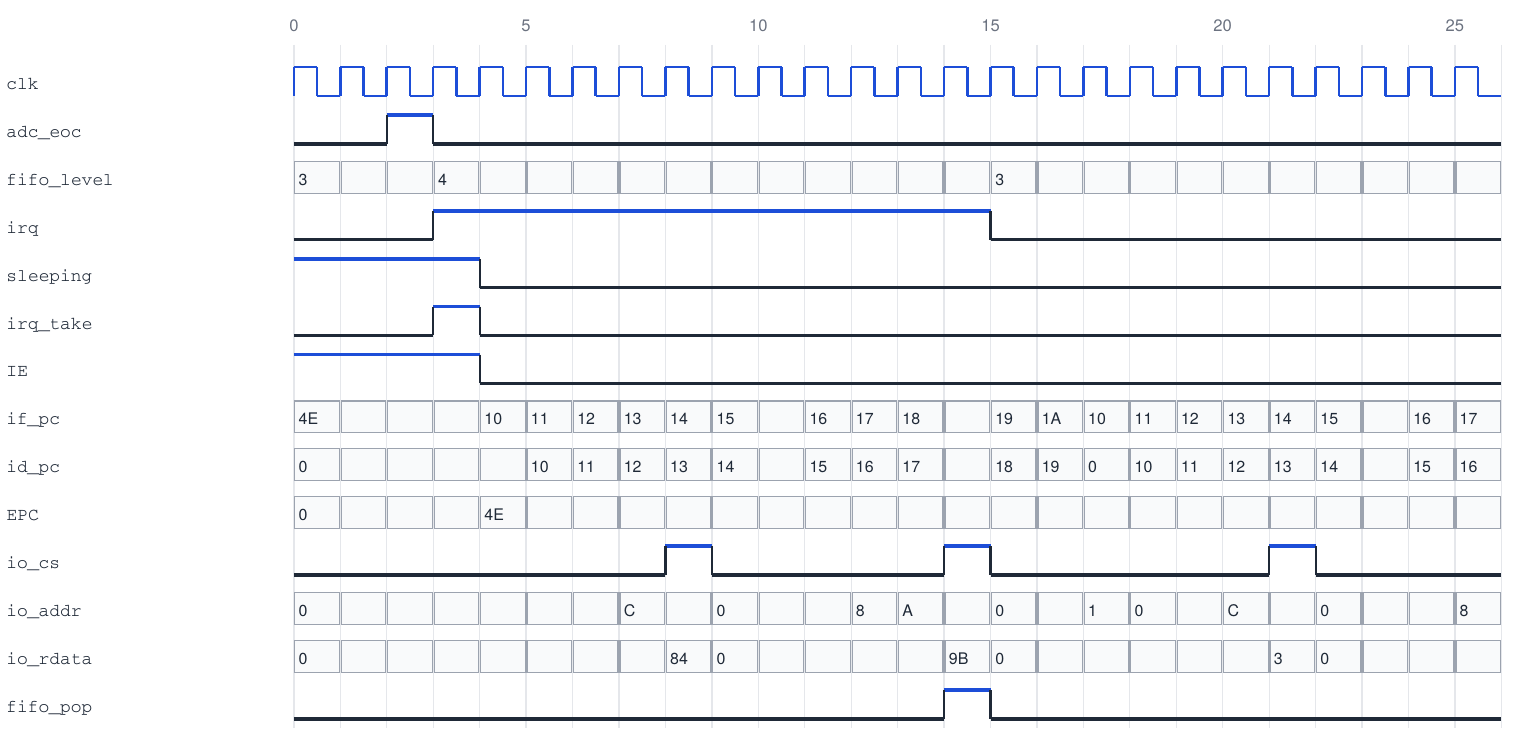 0 5 10 15 20 25
clk
adc_eoc
fifo_level 3 4 3
irq
sleeping
irq_take
IE
if_pc 4E 10 11 12 13 14 15 16 17 18 19 1A 10 11 12 13 14 15 16 17
id_pc 0 10 11 12 13 14 15 16 17 18 19 0 10 11 12 13 14 15 16
EPC 0 4E
io_cs
io_addr 0 C 0 8 A 0 1 0 C 0 8
io_rdata 0 84 0 9B 0 3 0
fifo_pop